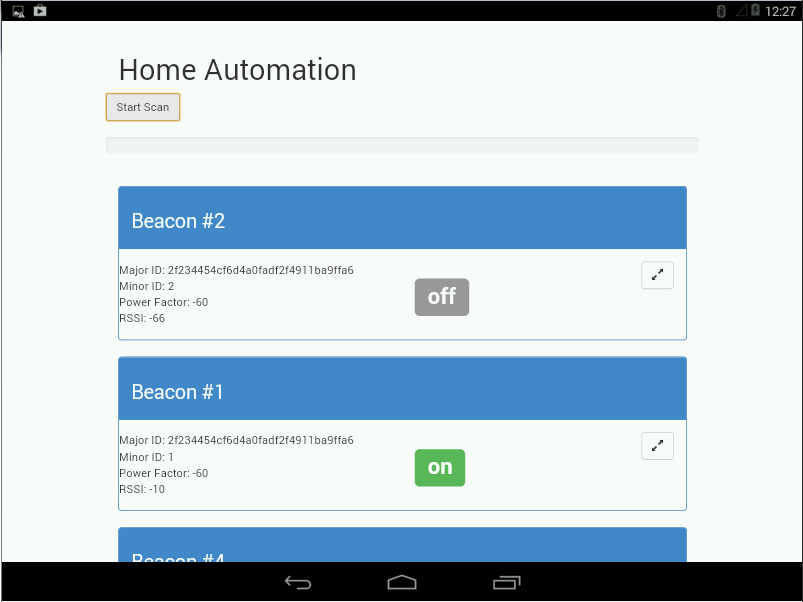 12:27
Home Automation
Start Scan
Beacon #2
Major ID: 2f234454cf6d4a0fadf2f4911ba9ffa6
Minor ID: 2
Power Factor: -60
RSSI: -66
off
Beacon #1
Major ID: 2f234454cf6d4a0fadf2f4911ba9ffa6
Minor ID: 1
Power Factor: -60
RSSI: -10
on
Beacon #4